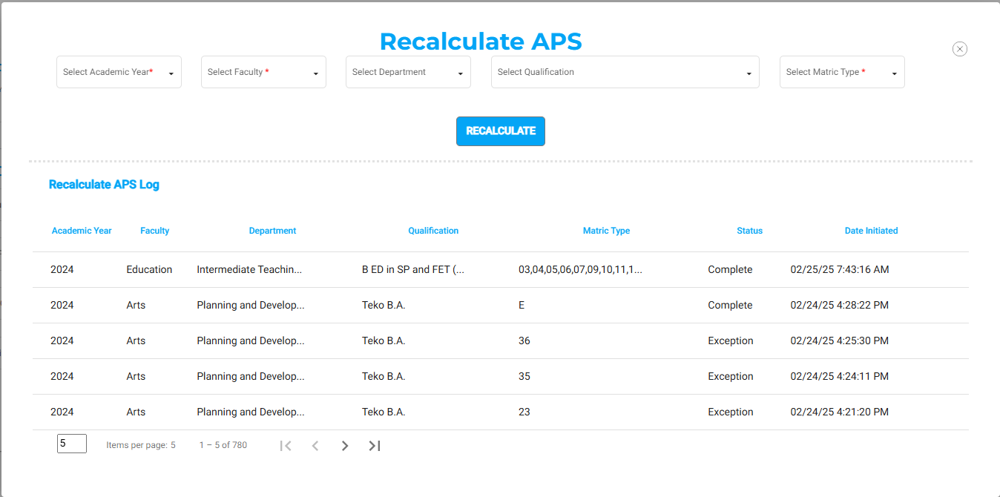 Recalculate APS
Select Academic Year* Select Faculty * Select Department Select Qualification Select Matric Type *
RECALCULATE
Recalculate APS Log
Academic Year Faculty Department Qualification Matric Type Status Date Initiated
2024 Education Intermediate Teachin... B ED in SP and FET (... 03,04,05,06,07,09,10,11,1... Complete 02/25/25 7:43:16 AM
2024 Arts Planning and Develop... Teko B.A. E Complete 02/24/25 4:28:22 PM
2024 Arts Planning and Develop... Teko B.A. 36 Exception 02/24/25 4:25:30 PM
2024 Arts Planning and Develop... Teko B.A. 35 Exception 02/24/25 4:24:11 PM
2024 Arts Planning and Develop... Teko B.A. 23 Exception 02/24/25 4:21:20 PM
5 Items per page: 5 1 – 5 of 780